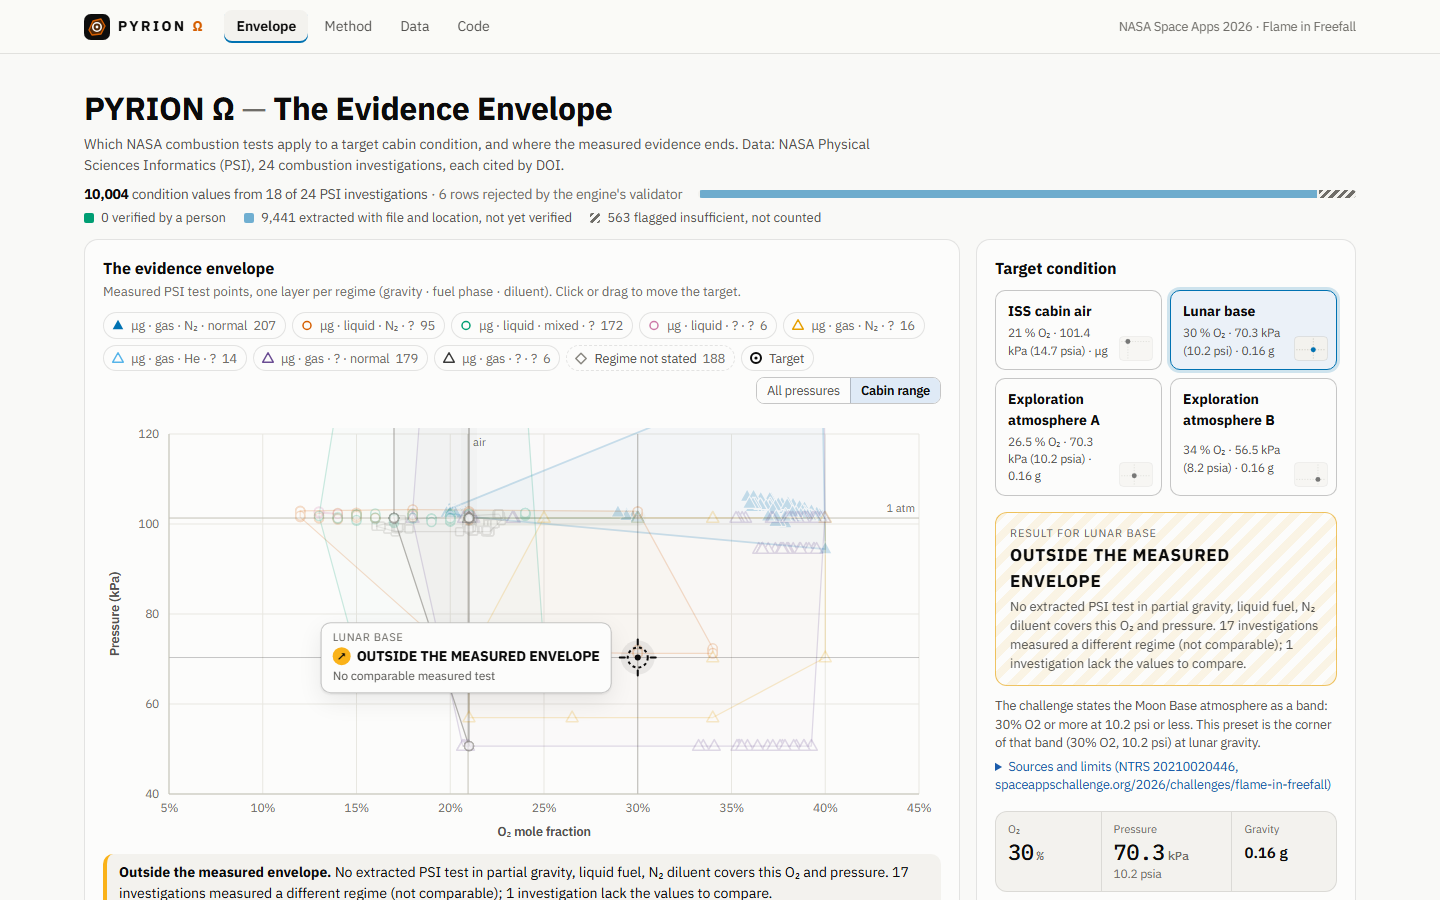 PYRION Ω
Envelope
Method
Data
Code
NASA Space Apps 2026 · Flame in Freefall
PYRION Ω — The Evidence Envelope
Which NASA combustion tests apply to a target cabin condition, and where the measured evidence ends. Data: NASA Physical
Sciences Informatics (PSI), 24 combustion investigations, each cited by DOI.
10,004 condition values from 18 of 24 PSI investigations · 6 rows rejected by the engine's validator
0 verified by a person
9,441 extracted with file and location, not yet verified
563 flagged insufficient, not counted
The evidence envelope
Measured PSI test points, one layer per regime (gravity · fuel phase · diluent). Click or drag to move the target.
µg · gas · N₂ · normal 207
µg · liquid · N₂ · ? 95
µg · liquid · mixed · ? 172
µg · liquid · ? · ? 6
µg · gas · N₂ · ? 16
µg · gas · He · ? 14
µg · gas · ? · normal 179
µg · gas · ? · ? 6
Regime not stated 188
Target
All pressures
Cabin range
120
100
80
60
40
Pressure (kPa)
air
1 atm
LUNAR BASE
OUTSIDE THE MEASURED ENVELOPE
No comparable measured test
5%
10%
15%
20%
25%
30%
35%
40%
45%
O₂ mole fraction
Outside the measured envelope. No extracted PSI test in partial gravity, liquid fuel, N₂ diluent covers this O₂ and pressure. 17
investigations measured a different regime (not comparable); 1 investigation lack the values to compare.
Target condition
ISS cabin air
21 % O₂ · 101.4
kPa (14.7 psia) · µg
Lunar base
30 % O₂ · 70.3 kPa
(10.2 psi) · 0.16 g
Exploration
atmosphere A
26.5 % O₂ · 70.3
kPa (10.2 psia) ·
0.16 g
Exploration
atmosphere B
34 % O₂ · 56.5 kPa
(8.2 psia) · 0.16 g
RESULT FOR LUNAR BASE
OUTSIDE THE MEASURED
ENVELOPE
No extracted PSI test in partial gravity, liquid fuel, N₂
diluent covers this O₂ and pressure. 17 investigations
measured a different regime (not comparable); 1
investigation lack the values to compare.
The challenge states the Moon Base atmosphere as a band:
30% O2 or more at 10.2 psi or less. This preset is the corner
of that band (30% O2, 10.2 psi) at lunar gravity.
Sources and limits (NTRS 20210020446,
spaceappschallenge.org/2026/challenges/flame-in-freefall)
O₂
30 %
Pressure
70.3 kPa
10.2 psia
Gravity
0.16 g